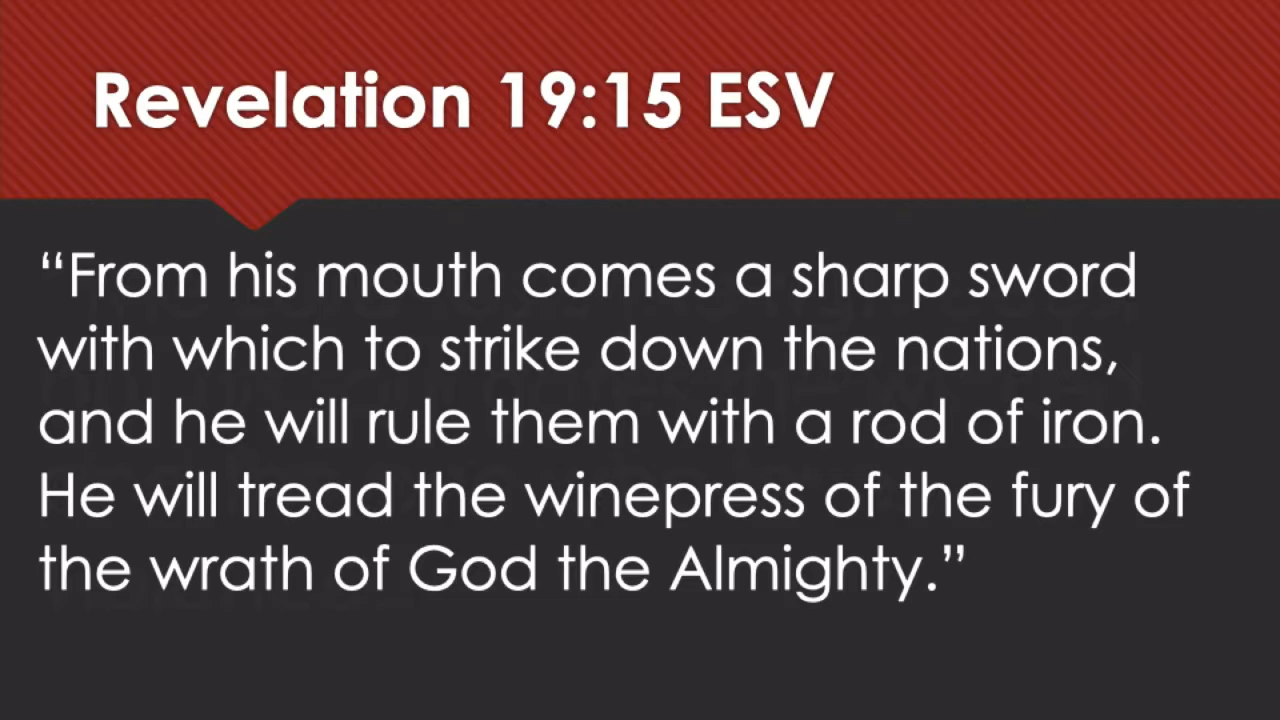 Revelation 19:15 ESV
“From his mouth comes a sharp sword
with which to strike down the nations,
and he will rule them with a rod of iron.
He will tread the winepress of the fury of
the wrath of God the Almighty.”